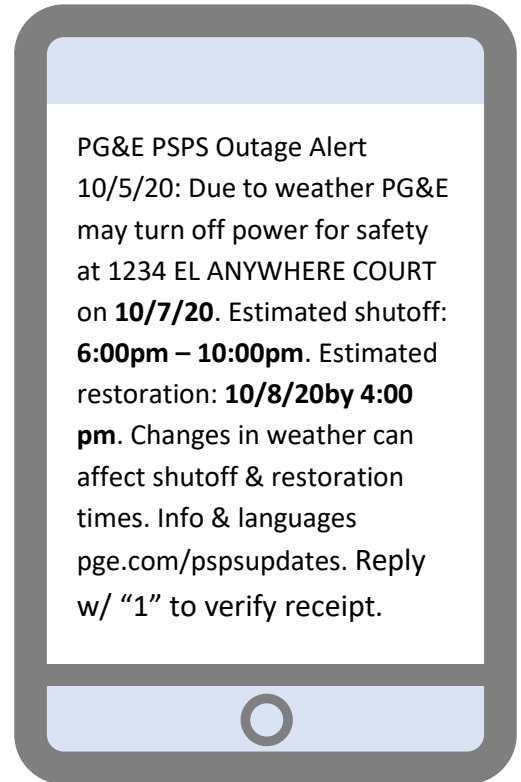 PG&E PSPS Outage Alert
10/5/20: Due to weather PG&E
may turn off power for safety
at 1234 EL ANYWHERE COURT
on 10/7/20. Estimated shutoff:
6:00pm – 10:00pm. Estimated
restoration: 10/8/20by 4:00
pm. Changes in weather can
affect shutoff & restoration
times. Info & languages
pge.com/pspsupdates. Reply
w/ “1” to verify receipt.